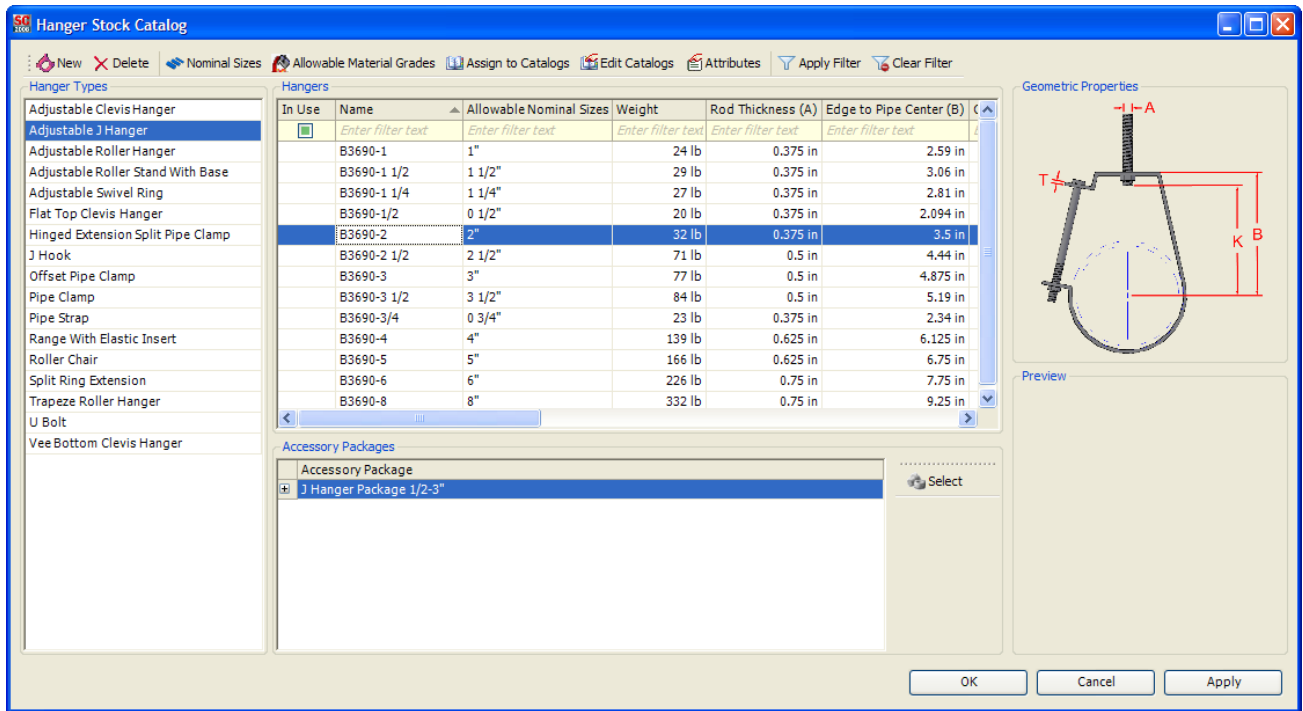 SG 2000 Hanger Stock Catalog
New Delete Nominal Sizes Allowable Material Grades Assign to Catalogs Edit Catalogs Attributes Apply Filter Clear Filter
Hanger Types
Adjustable Clevis Hanger
Adjustable J Hanger
Adjustable Roller Hanger
Adjustable Roller Stand With Base
Adjustable Swivel Ring
Flat Top Clevis Hanger
Hinged Extension Split Pipe Clamp
J Hook
Offset Pipe Clamp
Pipe Clamp
Pipe Strap
Range With Elastic Insert
Roller Chair
Split Ring Extension
Trapeze Roller Hanger
U Bolt
Vee Bottom Clevis Hanger
Hangers
In Use Name Allowable Nominal Sizes Weight Rod Thickness (A) Edge to Pipe Center (B)
Enter filter text Enter filter text Enter filter text Enter filter text Enter filter text
B3690-1 1" 24 lb 0.375 in 2.59 in
B3690-1 1/2 1 1/2" 29 lb 0.375 in 3.06 in
B3690-1 1/4 1 1/4" 27 lb 0.375 in 2.81 in
B3690-1/2 0 1/2" 20 lb 0.375 in 2.094 in
B3690-2 2" 32 lb 0.375 in 3.5 in
B3690-2 1/2 2 1/2" 71 lb 0.5 in 4.44 in
B3690-3 3" 77 lb 0.5 in 4.875 in
B3690-3 1/2 3 1/2" 84 lb 0.5 in 5.19 in
B3690-3/4 0 3/4" 23 lb 0.375 in 2.34 in
B3690-4 4" 139 lb 0.625 in 6.125 in
B3690-5 5" 166 lb 0.625 in 6.75 in
B3690-6 6" 226 lb 0.75 in 7.75 in
B3690-8 8" 332 lb 0.75 in 9.25 in
Accessory Packages
Accessory Package
J Hanger Package 1/2-3"
Select
Geometric Properties
A
T
K B
Preview
OK Cancel Apply